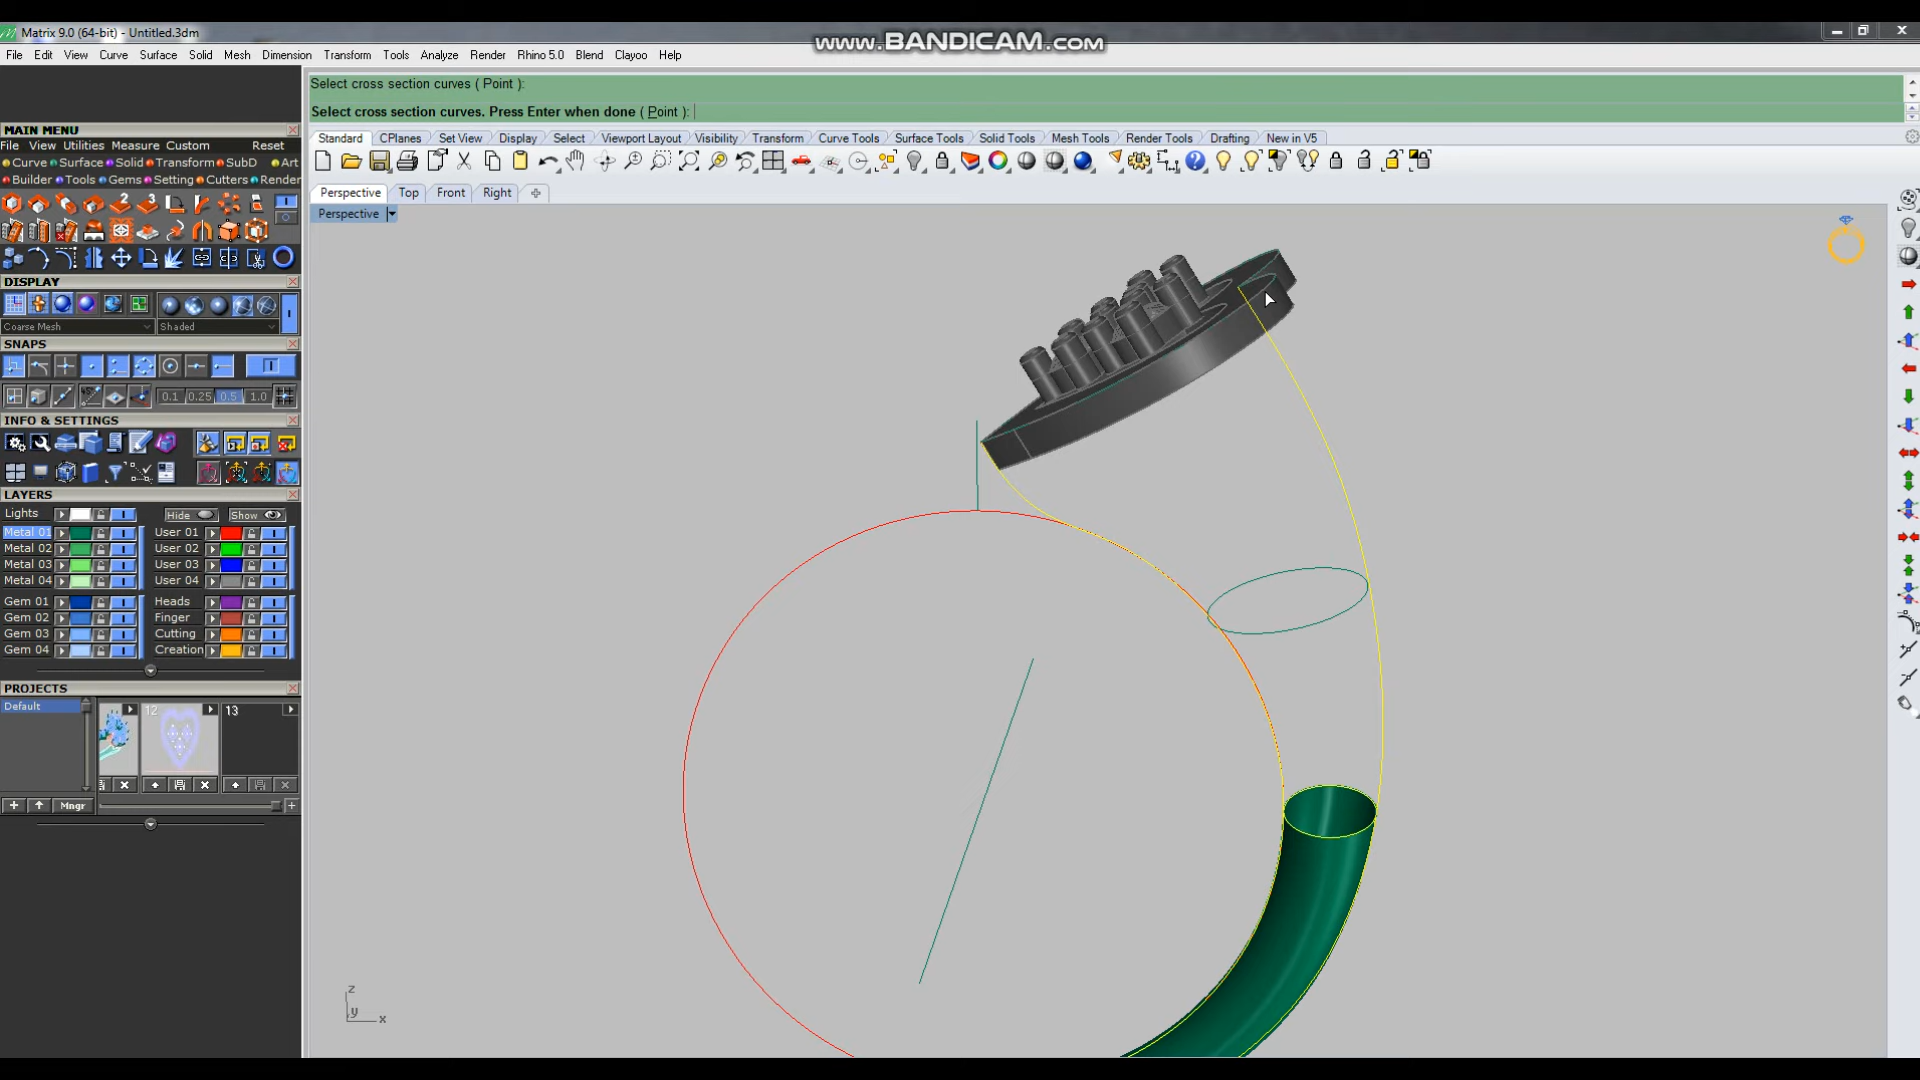 Matrix 9.0 (64-bit) - Untitled.3dm
www.BANDICAM.com
File Edit View Curve Surface Solid Mesh Dimension Transform Tools Analyze Render Rhino 5.0 Blend Clayoo Help
Select cross section curves ( Point ):
Select cross section curves. Press Enter when done ( Point ):
MAIN MENU
File View Utilities Measure Custom Reset
Curve Surface Solid Transform SubD Art
Builder Tools Gems Setting Cutters Render
Standard CPlanes Set View Display Select Viewport Layout Visibility Transform Curve Tools Surface Tools Solid Tools Mesh Tools Render Tools Drafting New in V5
Perspective Top Front Right
Perspective
2 3
DISPLAY
Coarse Mesh Shaded
SNAPS
0.1 0.25 0.5 1.0
INFO & SETTINGS
LAYERS
Lights Hide Show
Metal 01 User 01
Metal 02 User 02
Metal 03 User 03
Metal 04 User 04
Gem 01 Heads
Gem 02 Finger
Gem 03 Cutting
Gem 04 Creation
PROJECTS
Default 12 13
Mngr
z
y x